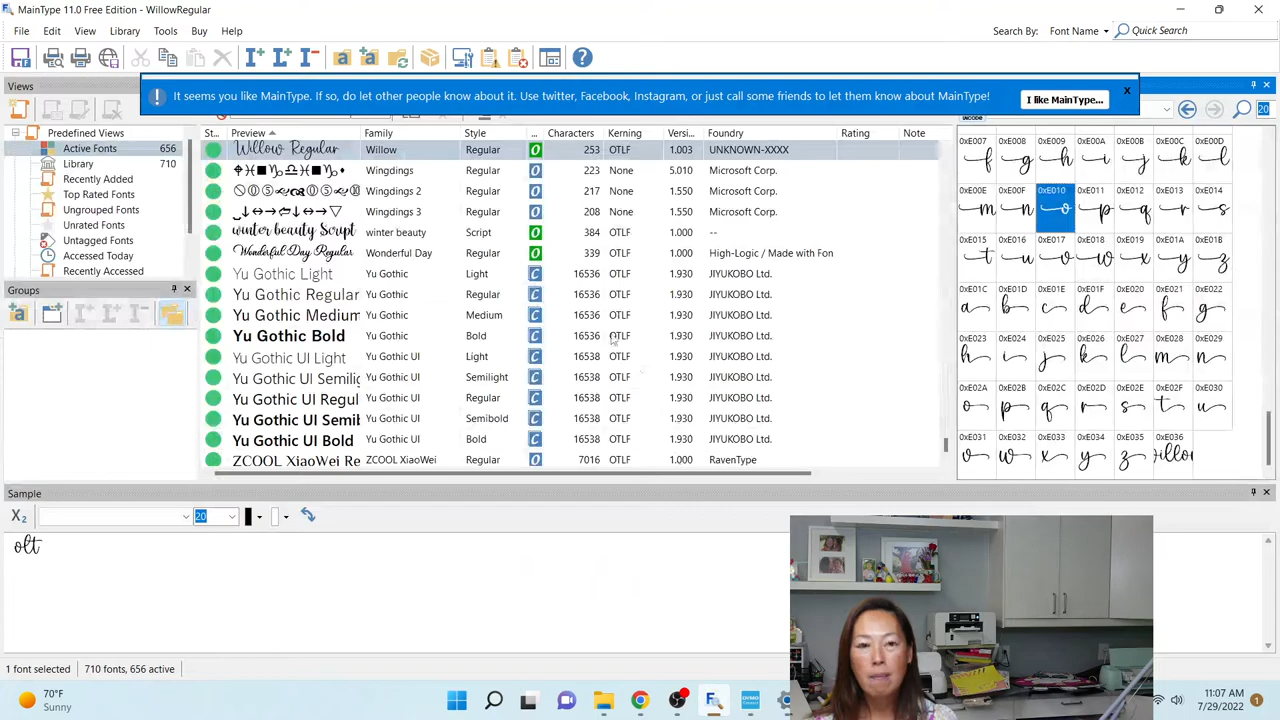 MainType 11.0 Free Edition - WillowRegular
File Edit View Library Tools Buy Help Search By: Font Name Quick Search
Views
It seems you like MainType. If so, do let other people know about it. Use twitter, Facebook, Instagram, or just call some friends to let them know about MainType! I like MainType... x
Predefined Views
Active Fonts 656
Library 710
Recently Added
Top Rated Fonts
Ungrouped Fonts
Unrated Fonts
Untagged Fonts
Accessed Today
Recently Accessed
Groups
St... Preview Family Style ... Characters Kerning Versi... Foundry Rating Note
Willow Regular Willow Regular O 253 OTLF 1.003 UNKNOWN-XXXX
Wingdings Regular O 223 None 5.010 Microsoft Corp.
Wingdings 2 Regular O 217 None 1.550 Microsoft Corp.
Wingdings 3 Regular O 208 None 1.550 Microsoft Corp.
winter beauty Script winter beauty Script O 384 OTLF 1.000 --
Wonderful Day Regular Wonderful Day Regular O 339 OTLF 1.000 High-Logic / Made with Fon
Yu Gothic Light Yu Gothic Light C 16536 OTLF 1.930 JIYUKOBO Ltd.
Yu Gothic Regular Yu Gothic Regular C 16536 OTLF 1.930 JIYUKOBO Ltd.
Yu Gothic Medium Yu Gothic Medium C 16536 OTLF 1.930 JIYUKOBO Ltd.
Yu Gothic Bold Yu Gothic Bold C 16536 OTLF 1.930 JIYUKOBO Ltd.
Yu Gothic UI Light Yu Gothic UI Light C 16538 OTLF 1.930 JIYUKOBO Ltd.
Yu Gothic UI Semilig Yu Gothic UI Semilight C 16538 OTLF 1.930 JIYUKOBO Ltd.
Yu Gothic UI Regul Yu Gothic UI Regular C 16538 OTLF 1.930 JIYUKOBO Ltd.
Yu Gothic UI Semib Yu Gothic UI Semibold C 16538 OTLF 1.930 JIYUKOBO Ltd.
Yu Gothic UI Bold Yu Gothic UI Bold C 16538 OTLF 1.930 JIYUKOBO Ltd.
ZCOOL XiaoWei Re ZCOOL XiaoWei Regular O 7016 OTLF 1.000 RavenType
20
0xE007 0xE008 0xE009 0xE00A 0xE00B 0xE00C 0xE00D
f g h i j k l
0xE00E 0xE00F 0xE010 0xE011 0xE012 0xE013 0xE014
m n o p q r s
0xE015 0xE016 0xE017 0xE018 0xE019 0xE01A 0xE01B
t u v w x y z
0xE01C 0xE01D 0xE01E 0xE01F 0xE020 0xE021 0xE022
a b c d e f g
0xE023 0xE024 0xE025 0xE026 0xE027 0xE028 0xE029
h i j k l m n
0xE02A 0xE02B 0xE02C 0xE02D 0xE02E 0xE02F 0xE030
o p q r s t u
0xE031 0xE032 0xE033 0xE034 0xE035 0xE036
v w x y z
Sample
X2 20
olt
1 font selected 710 fonts, 656 active
70°F
Sunny
11:07 AM
7/29/2022